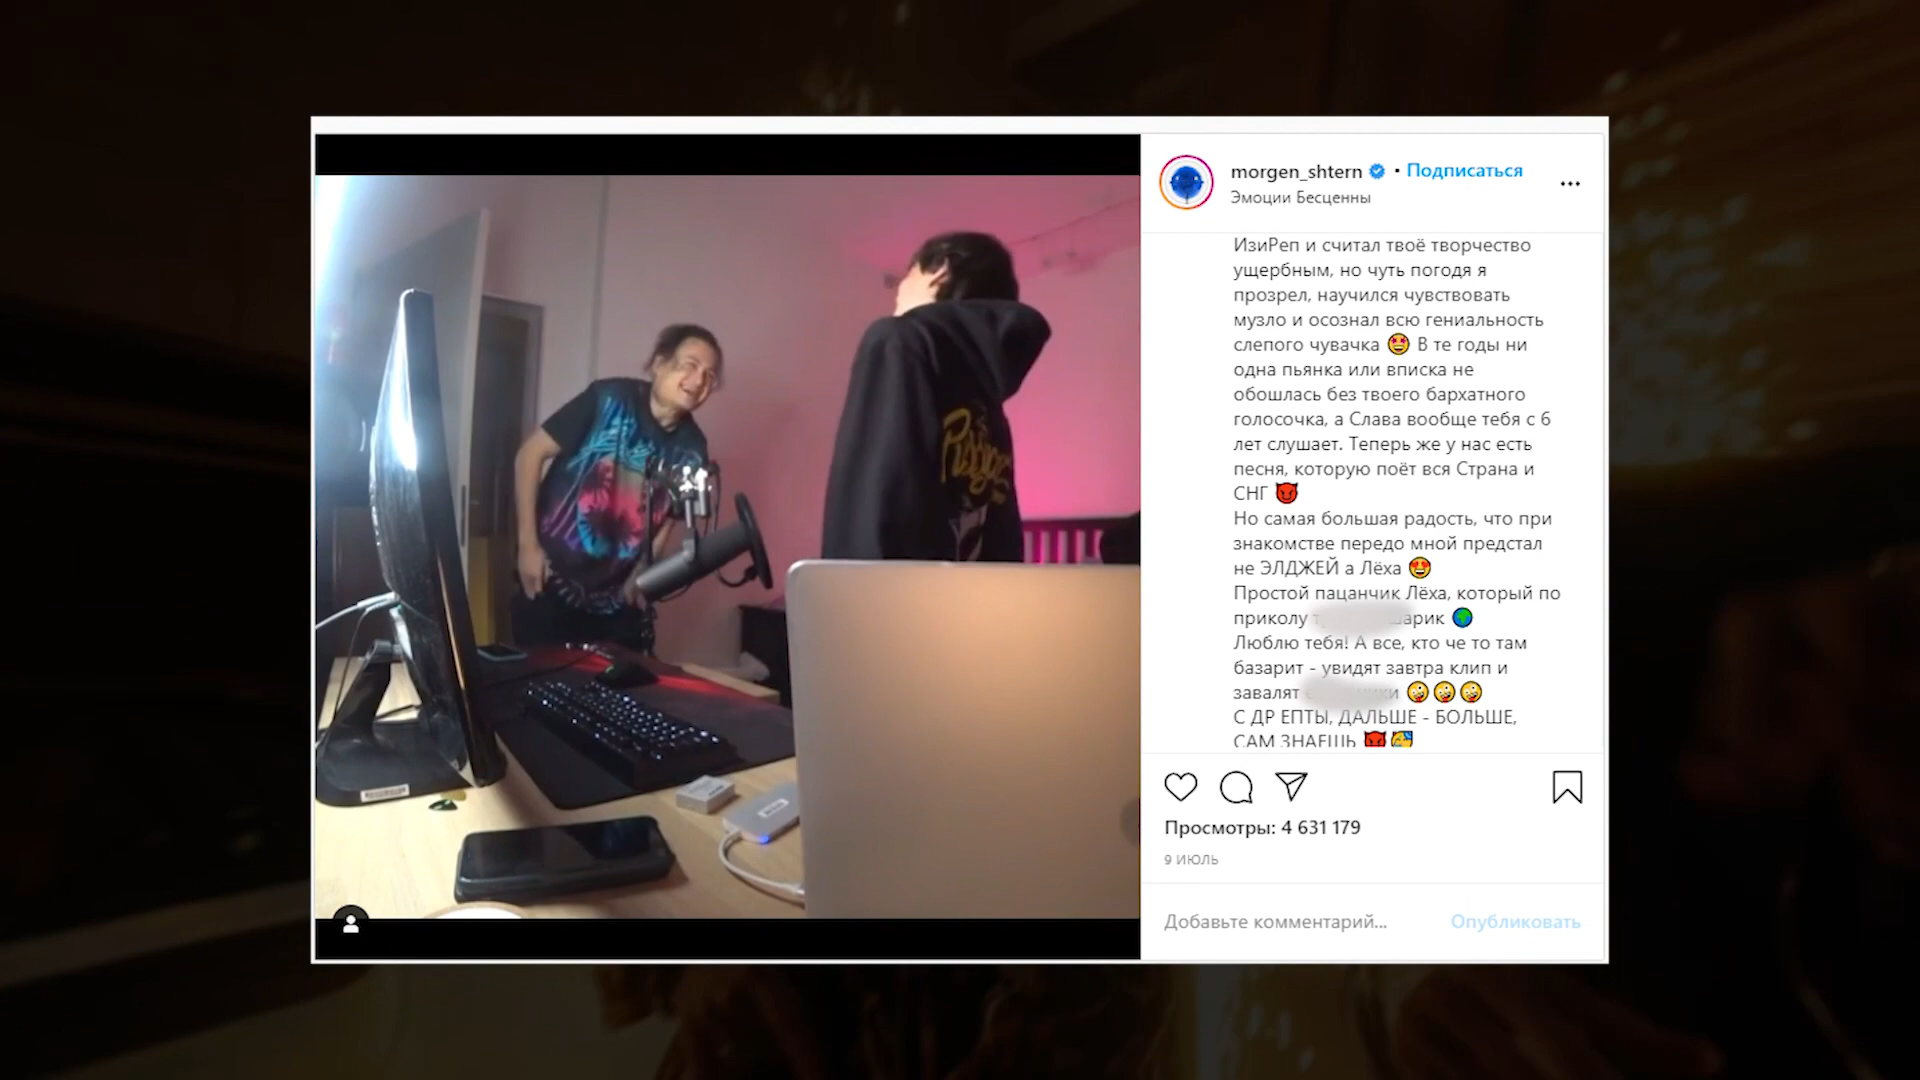 morgen_shtern • Подписаться
Эмоции Бесценны
ИзиРеп и считал твоё творчество
ущербным, но чуть погодя я
прозрел, научился чувствовать
музло и осознал всю гениальность
слепого чувачка 🤩 В те годы ни
одна пьянка или вписка не
обошлась без твоего бархатного
голосочка, а Слава вообще тебя с 6
лет слушает. Теперь же у нас есть
песня, которую поёт вся Страна и
СНГ 😈
Но самая большая радость, что при
знакомстве передо мной предстал
не ЭЛДЖЕЙ а Лёха 😍
Простой пацанчик Лёха, который по
приколу 🌍
Люблю тебя! А все, кто че то там
базарит - увидят завтра клип и
завалят 🤪🤪🤪
С ДР ЕПТЫ, ДАЛЬШЕ - БОЛЬШЕ,
САМ ЗНАЕШЬ 👿🥳
Просмотры: 4 631 179
9 ИЮЛЬ
Добавьте комментарий... Опубликовать